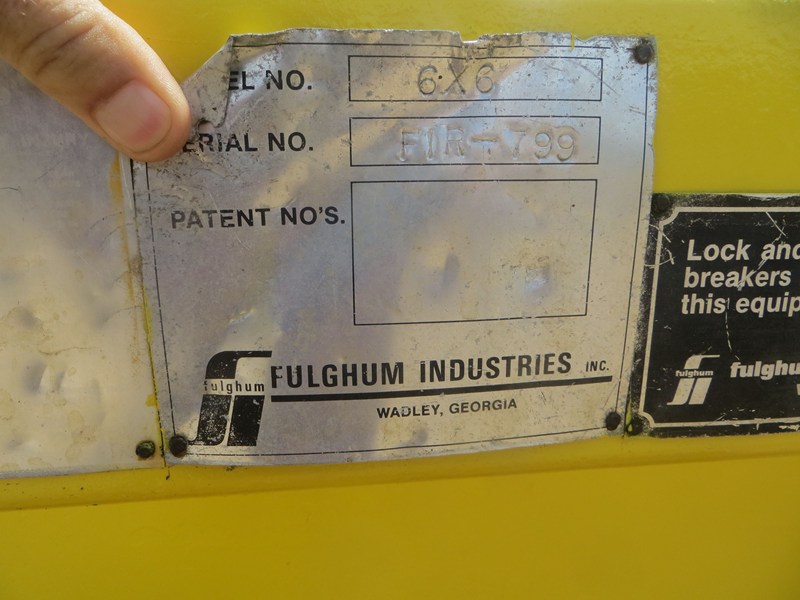 EL NO. 6X6
ERIAL NO. FIR-799
PATENT NO'S.
fulghum FULGHUM INDUSTRIES INC.
WADLEY, GEORGIA
Lock and
breakers
this equip
fulghum fulghu